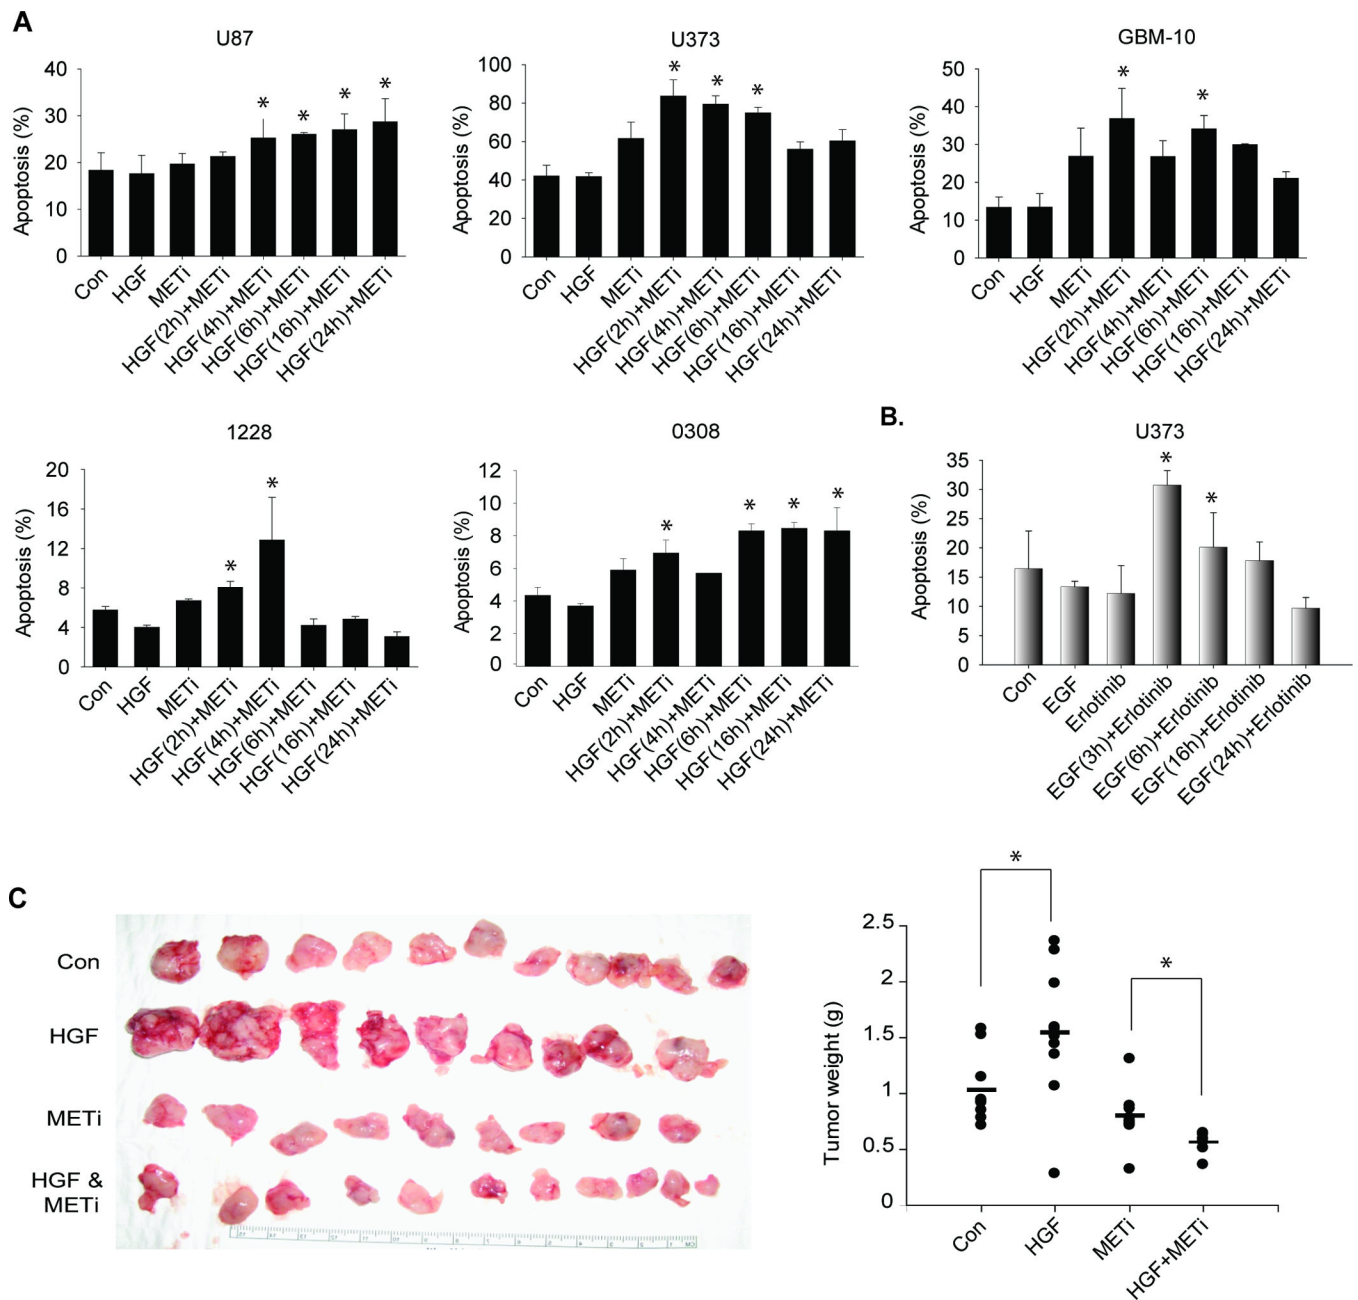 A
U87
Apoptosis (%)
40
30
20
10
0
Con
HGF
METi
HGF(2h)+METi
HGF(4h)+METi
HGF(6h)+METi
HGF(16h)+METi
HGF(24h)+METi
* * * *
U373
Apoptosis (%)
100
80
60
40
20
0
Con
HGF
METi
HGF(2h)+METi
HGF(4h)+METi
HGF(6h)+METi
HGF(16h)+METi
HGF(24h)+METi
* * *
GBM-10
Apoptosis (%)
50
40
30
20
10
0
Con
HGF
METi
HGF(2h)+METi
HGF(4h)+METi
HGF(6h)+METi
HGF(16h)+METi
HGF(24h)+METi
* *
1228
Apoptosis (%)
20
16
12
8
4
0
Con
HGF
METi
HGF(2h)+METi
HGF(4h)+METi
HGF(6h)+METi
HGF(16h)+METi
HGF(24h)+METi
* *
0308
Apoptosis (%)
12
10
8
6
4
2
0
Con
HGF
METi
HGF(2h)+METi
HGF(4h)+METi
HGF(6h)+METi
HGF(16h)+METi
HGF(24h)+METi
* * * *
B.
U373
Apoptosis (%)
35
30
25
20
15
10
5
0
Con
EGF
Erlotinib
EGF(3h)+Erlotinib
EGF(6h)+Erlotinib
EGF(16h)+Erlotinib
EGF(24h)+Erlotinib
* *
C
Con
HGF
METi
HGF &
METi
Tumor weight (g)
2.5
2
1.5
1
0.5
0
Con
HGF
METi
HGF+METi
* *